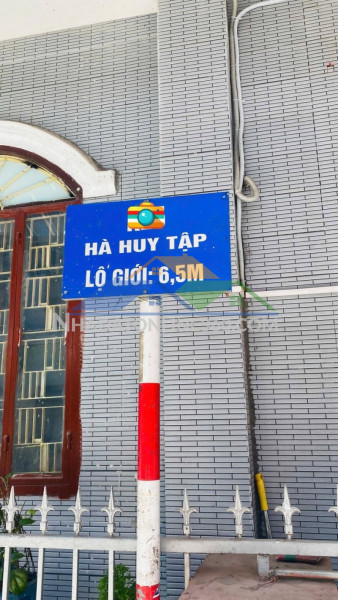 HÀ HUY TẬP
LỘ GIỚI: 6,5M